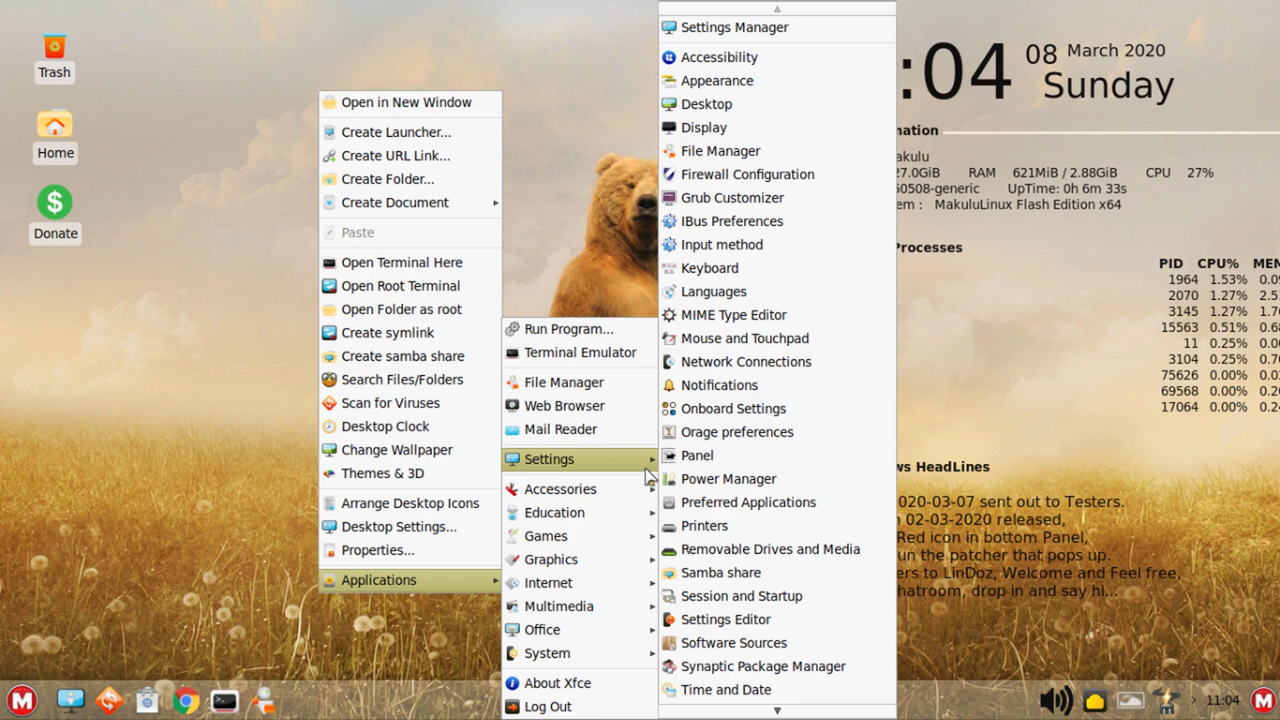 Trash
Home
Donate
Open in New Window
Create Launcher...
Create URL Link...
Create Folder...
Create Document
Paste
Open Terminal Here
Open Root Terminal
Open Folder as root
Create symlink
Create samba share
Search Files/Folders
Scan for Viruses
Desktop Clock
Change Wallpaper
Themes & 3D
Arrange Desktop Icons
Desktop Settings...
Properties...
Applications
Run Program...
Terminal Emulator
File Manager
Web Browser
Mail Reader
Settings
Accessories
Education
Games
Graphics
Internet
Multimedia
Office
System
About Xfce
Log Out
Settings Manager
Accessibility
Appearance
Desktop
Display
File Manager
Firewall Configuration
Grub Customizer
IBus Preferences
Input method
Keyboard
Languages
MIME Type Editor
Mouse and Touchpad
Network Connections
Notifications
Onboard Settings
Orage preferences
Panel
Power Manager
Preferred Applications
Printers
Removable Drives and Media
Samba share
Session and Startup
Settings Editor
Software Sources
Synaptic Package Manager
Time and Date
:04 08 March 2020
Sunday
nation
akulu
27.0GiB RAM 621MiB / 2.88GiB CPU 27%
50508-generic UpTime: 0h 6m 33s
em : MakuluLinux Flash Edition x64
Processes
PID CPU% MEM
1964 1.53% 0.09
2070 1.27% 2.5
3145 1.27% 1.7
15563 0.51% 0.6
11 0.25% 0.0
3104 0.25% 0.7
75626 0.00% 0.0
69568 0.00% 0.2
17064 0.00% 0.2
ws HeadLines
020-03-07 sent out to Testers.
02-03-2020 released,
Red icon in bottom Panel,
un the patcher that pops up.
ers to LinDoz, Welcome and Feel free,
hatroom, drop in and say hi...
M
11:04
M